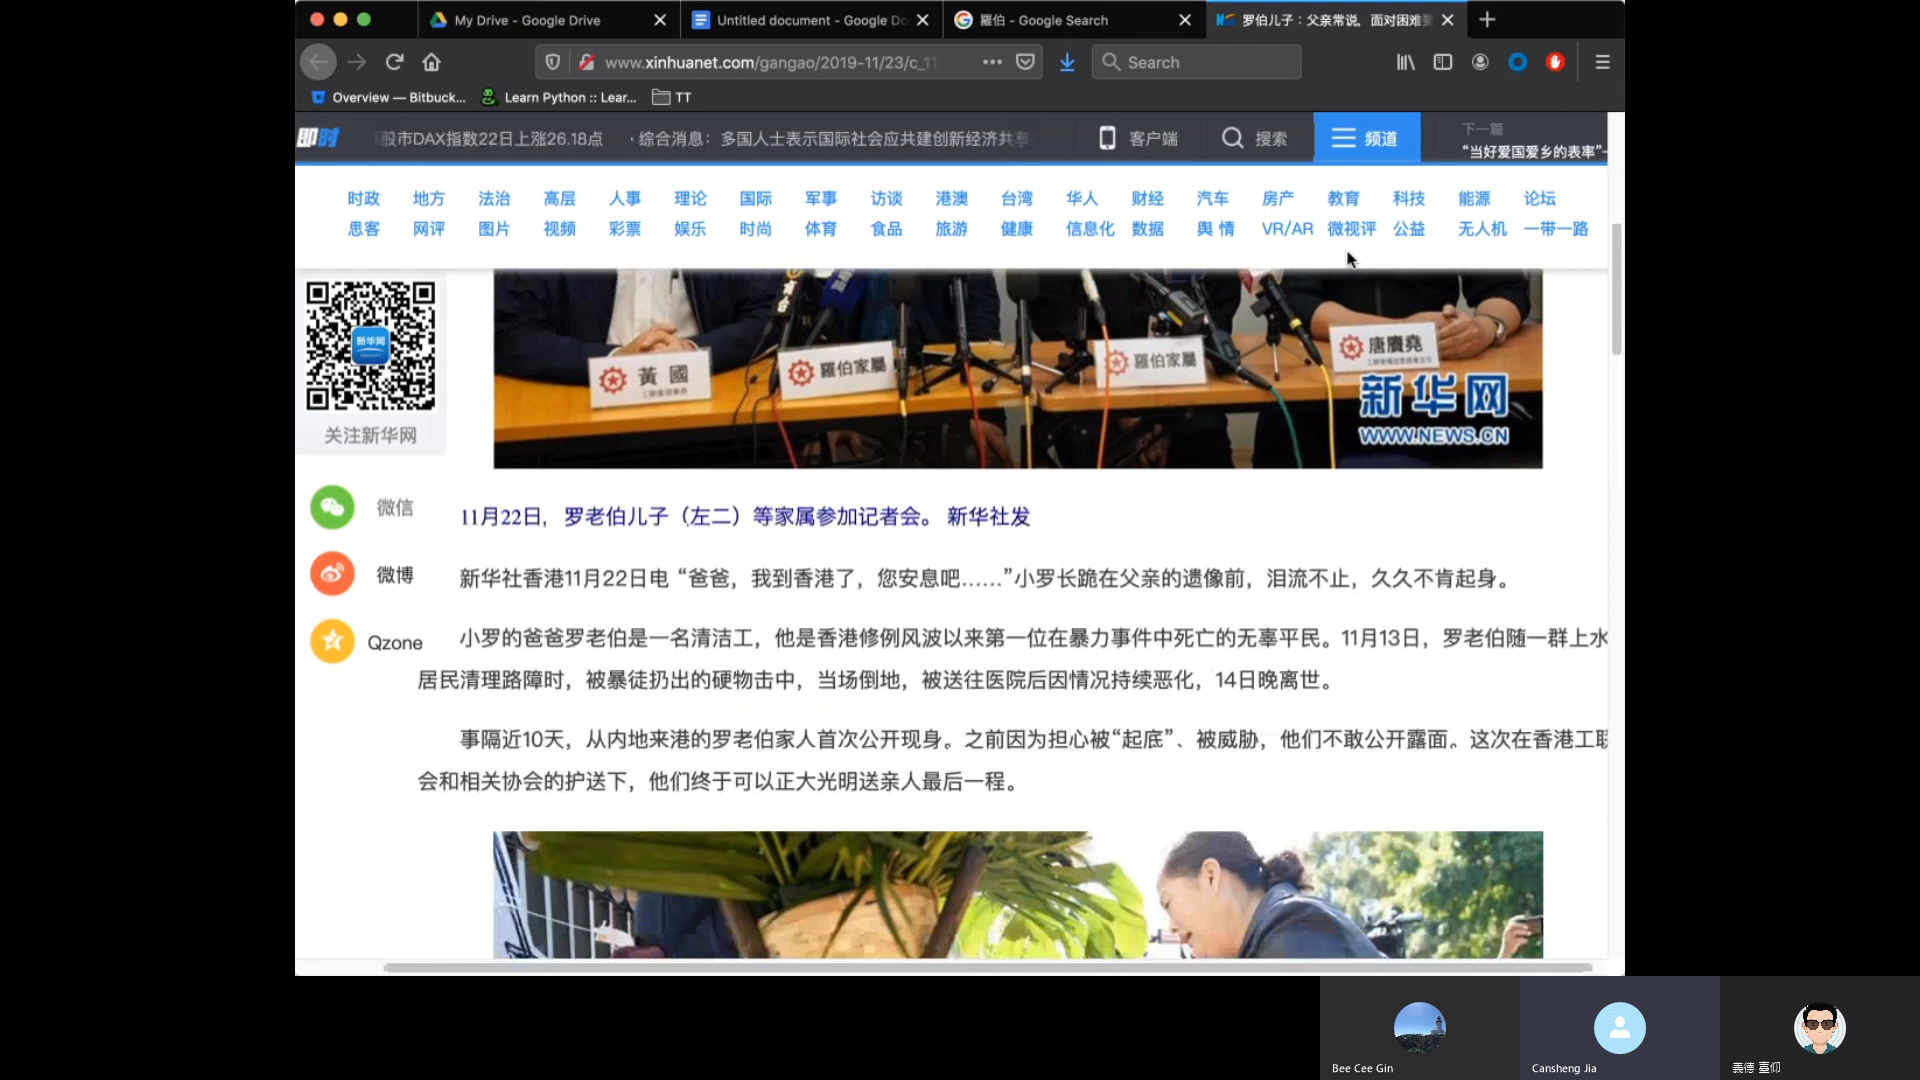 My Drive - Google Drive
Untitled document - Google Do
羅伯 - Google Search
罗伯儿子：父亲常说，面对困难要
www.xinhuanet.com/gangao/2019-11/23/c_11
Search
Overview — Bitbuck...
Learn Python :: Lear...
TT
即时
股市DAX指数22日上涨26.18点
·综合消息：多国人士表示国际社会应共建创新经济共享
客户端
搜索
频道
下一篇
“当好爱国爱乡的表率”-
时政 地方 法治 高层 人事 理论 国际 军事 访谈 港澳 台湾 华人 财经 汽车 房产 教育 科技 能源 论坛
思客 网评 图片 视频 彩票 娱乐 时尚 体育 食品 旅游 健康 信息化 数据 舆 情 VR/AR 微视评 公益 无人机 一带一路
新华网
关注新华网
黃 國
羅伯家屬
羅伯家屬
唐賡堯
新华网
WWW.NEWS.CN
微信
微博
Qzone
11月22日，罗老伯儿子（左二）等家属参加记者会。 新华社发
新华社香港11月22日电 “爸爸，我到香港了，您安息吧……”小罗长跪在父亲的遗像前，泪流不止，久久不肯起身。
小罗的爸爸罗老伯是一名清洁工，他是香港修例风波以来第一位在暴力事件中死亡的无辜平民。11月13日，罗老伯随一群上水
居民清理路障时，被暴徒扔出的硬物击中，当场倒地，被送往医院后因情况持续恶化，14日晚离世。
事隔近10天，从内地来港的罗老伯家人首次公开现身。之前因为担心被“起底”、被威胁，他们不敢公开露面。这次在香港工联
会和相关协会的护送下，他们终于可以正大光明送亲人最后一程。
Bee Cee Gin
Cansheng Jia